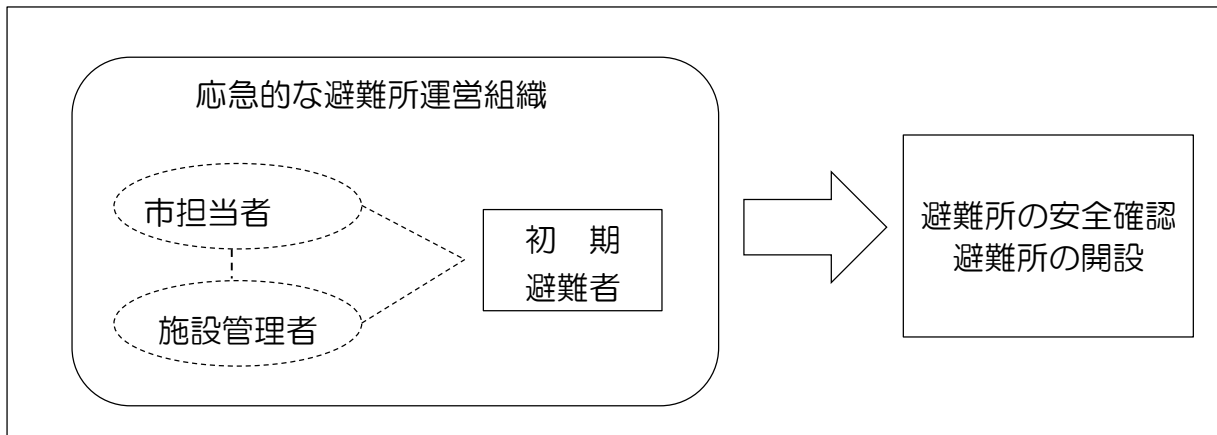 応急的な避難所運営組織
市担当者
施設管理者
初　期
避難者
避難所の安全確認
避難所の開設